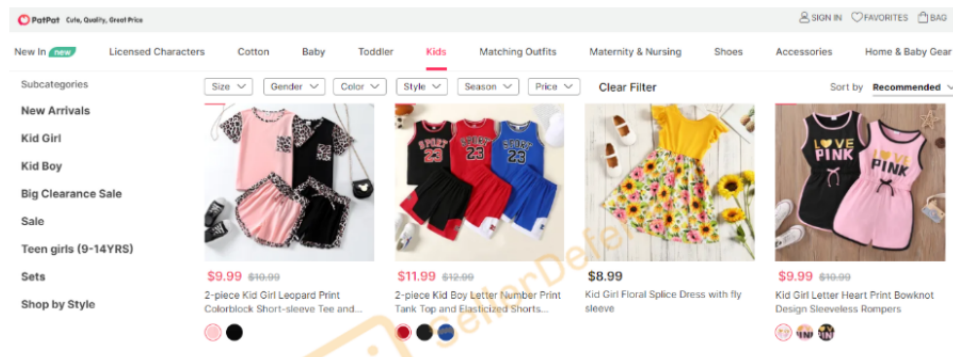 PatPat Cute, Quality, Great Price
SIGN IN FAVORITES BAG
New In new Licensed Characters Cotton Baby Toddler Kids Matching Outfits Maternity & Nursing Shoes Accessories Home & Baby Gear
Subcategories
Size Gender Color Style Season Price Clear Filter Sort by Recommended
New Arrivals
Kid Girl
Kid Boy
Big Clearance Sale
Sale
Teen girls (9-14YRS)
Sets
Shop by Style
SPORT 23
SPORT 23
SPORT 23
LOVE PINK
LOVE PINK
$9.99 $10.99
2-piece Kid Girl Leopard Print
Colorblock Short-sleeve Tee and...
$11.99 $12.99
2-piece Kid Boy Letter Number Print
Tank Top and Elasticized Shorts...
$8.99
Kid Girl Floral Splice Dress with fly
sleeve
$9.99 $10.99
Kid Girl Letter Heart Print Bowknot
Design Sleeveless Rompers